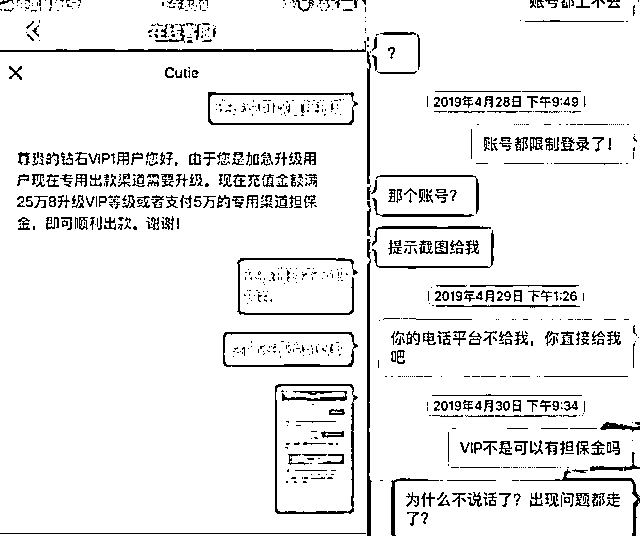 在线客服
Cutie
尊贵的钻石VIP1用户您好，由于您是加急升级用
户现在专用出款渠道需要升级。现在充值金额满
25万8升级VIP等级或者支付5万的专用渠道担保
金，即可顺利出款。谢谢！
账号都上不去
？
2019年4月28日 下午9:49
账号都限制登录了！
那个账号？
提示截图给我
2019年4月29日 下午1:26
你的电话平台不给我，你直接给我
吧
2019年4月30日 下午9:34
VIP不是可以有担保金吗
为什么不说话了？出现问题都走
了？